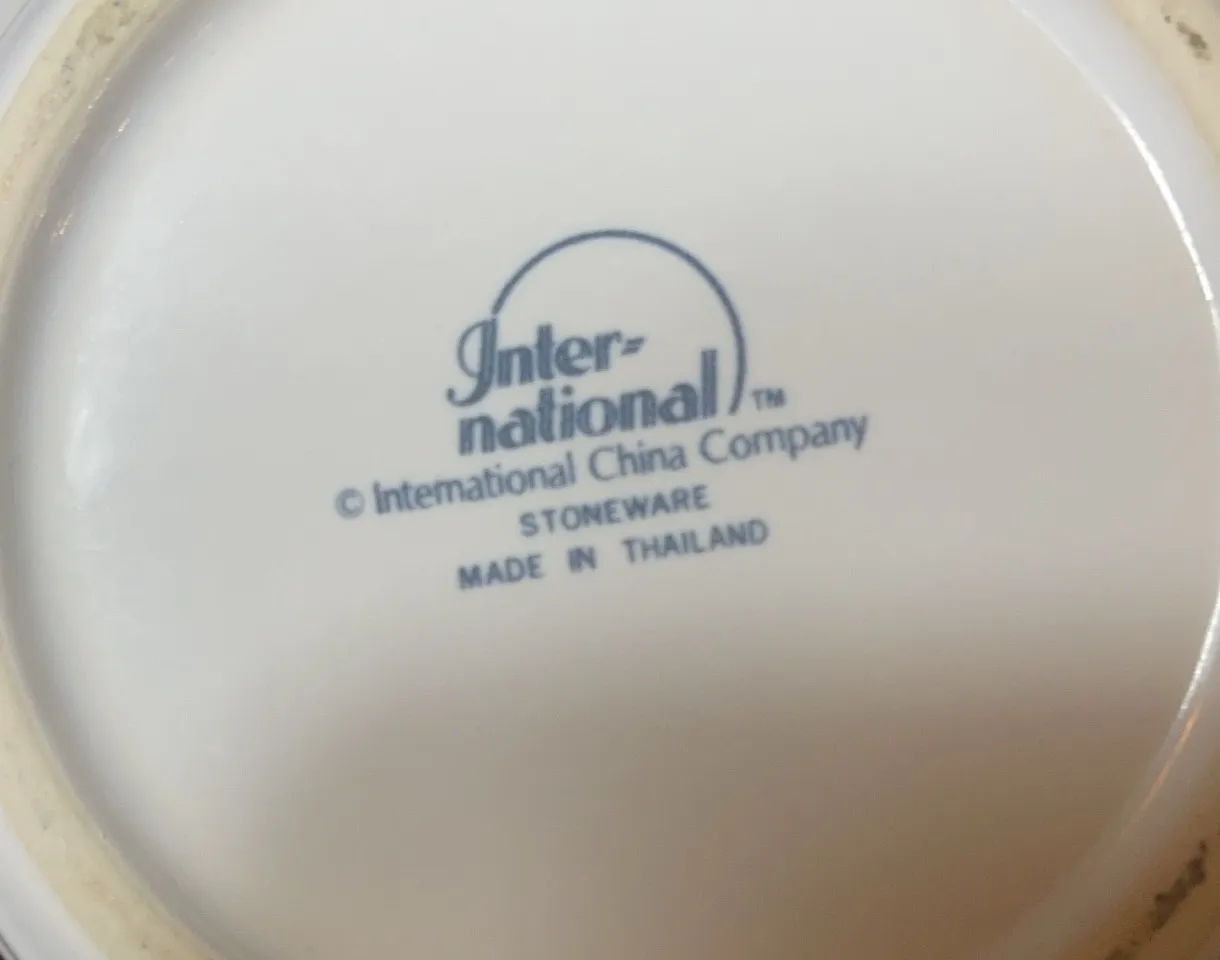 Inter-
national™
© International China Company
STONEWARE
MADE IN THAILAND